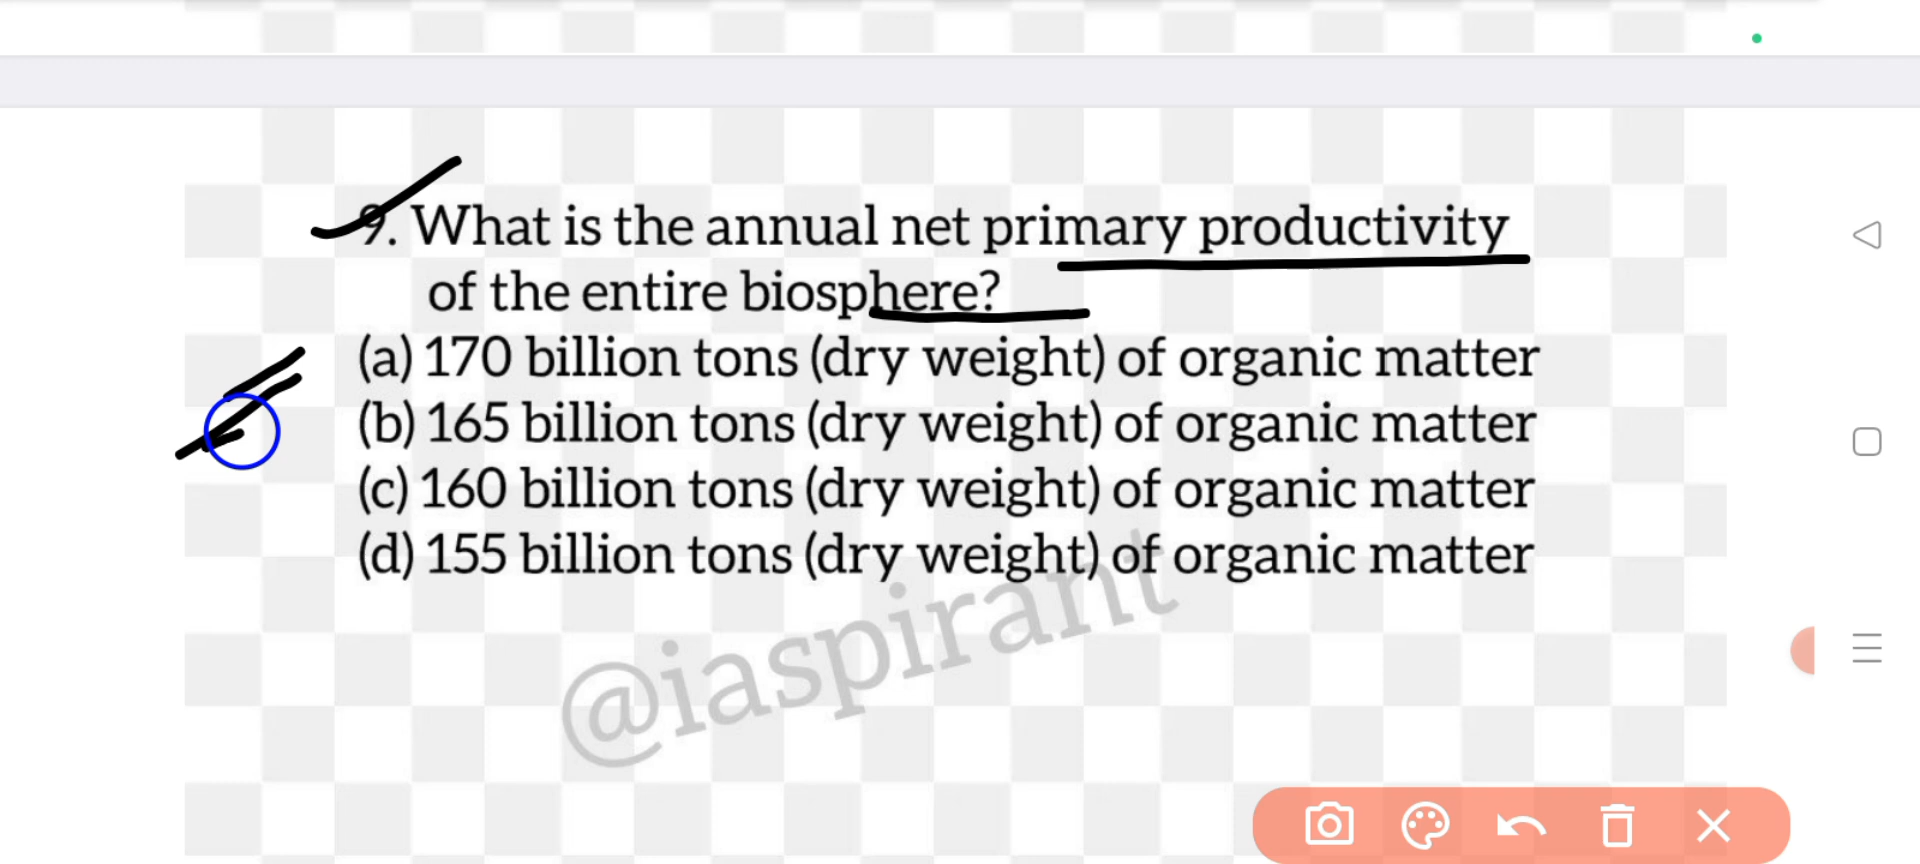 9. What is the annual net primary productivity
of the entire biosphere?
(a) 170 billion tons (dry weight) of organic matter
(b) 165 billion tons (dry weight) of organic matter
(c) 160 billion tons (dry weight) of organic matter
(d) 155 billion tons (dry weight) of organic matter
@iaspirant